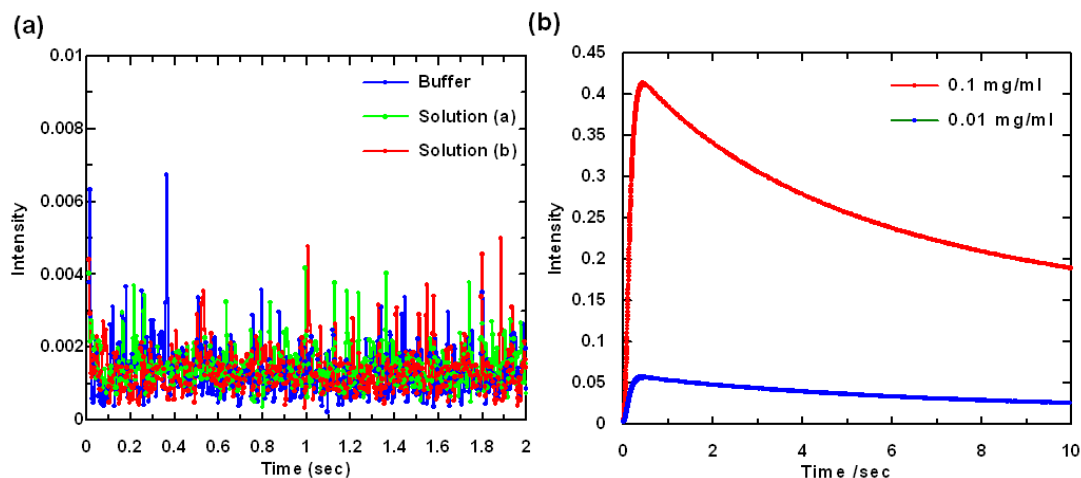 (a)
0.01
0.008
0.006
0.004
0.002
0
Intensity
Buffer
Solution (a)
Solution (b)
0 0.2 0.4 0.6 0.8 1 1.2 1.4 1.6 1.8 2
Time (sec)
(b)
0.45
0.4
0.35
0.3
0.25
0.2
0.15
0.1
0.05
0
Intensity
0.1 mg/ml
0.01 mg/ml
0 2 4 6 8 10
Time /sec